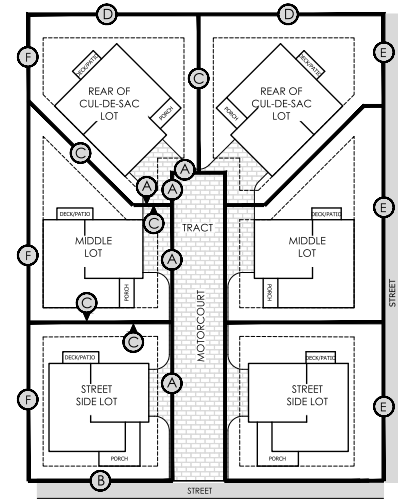 D
D
F
E
DECK/PATIO
DECK/PATIO
C
REAR OF
CUL-DE-SAC
LOT
REAR OF
CUL-DE-SAC
LOT
PORCH
PORCH
C
A
A
A
C
E
DECK/PATIO
DECK/PATIO
TRACT
MIDDLE
LOT
MIDDLE
LOT
F
A
PORCH
PORCH
STREET
C
C
MOTORCOURT
DECK/PATIO
DECK/PATIO
A
STREET
SIDE LOT
STREET
SIDE LOT
F
E
PORCH
PORCH
B
STREET